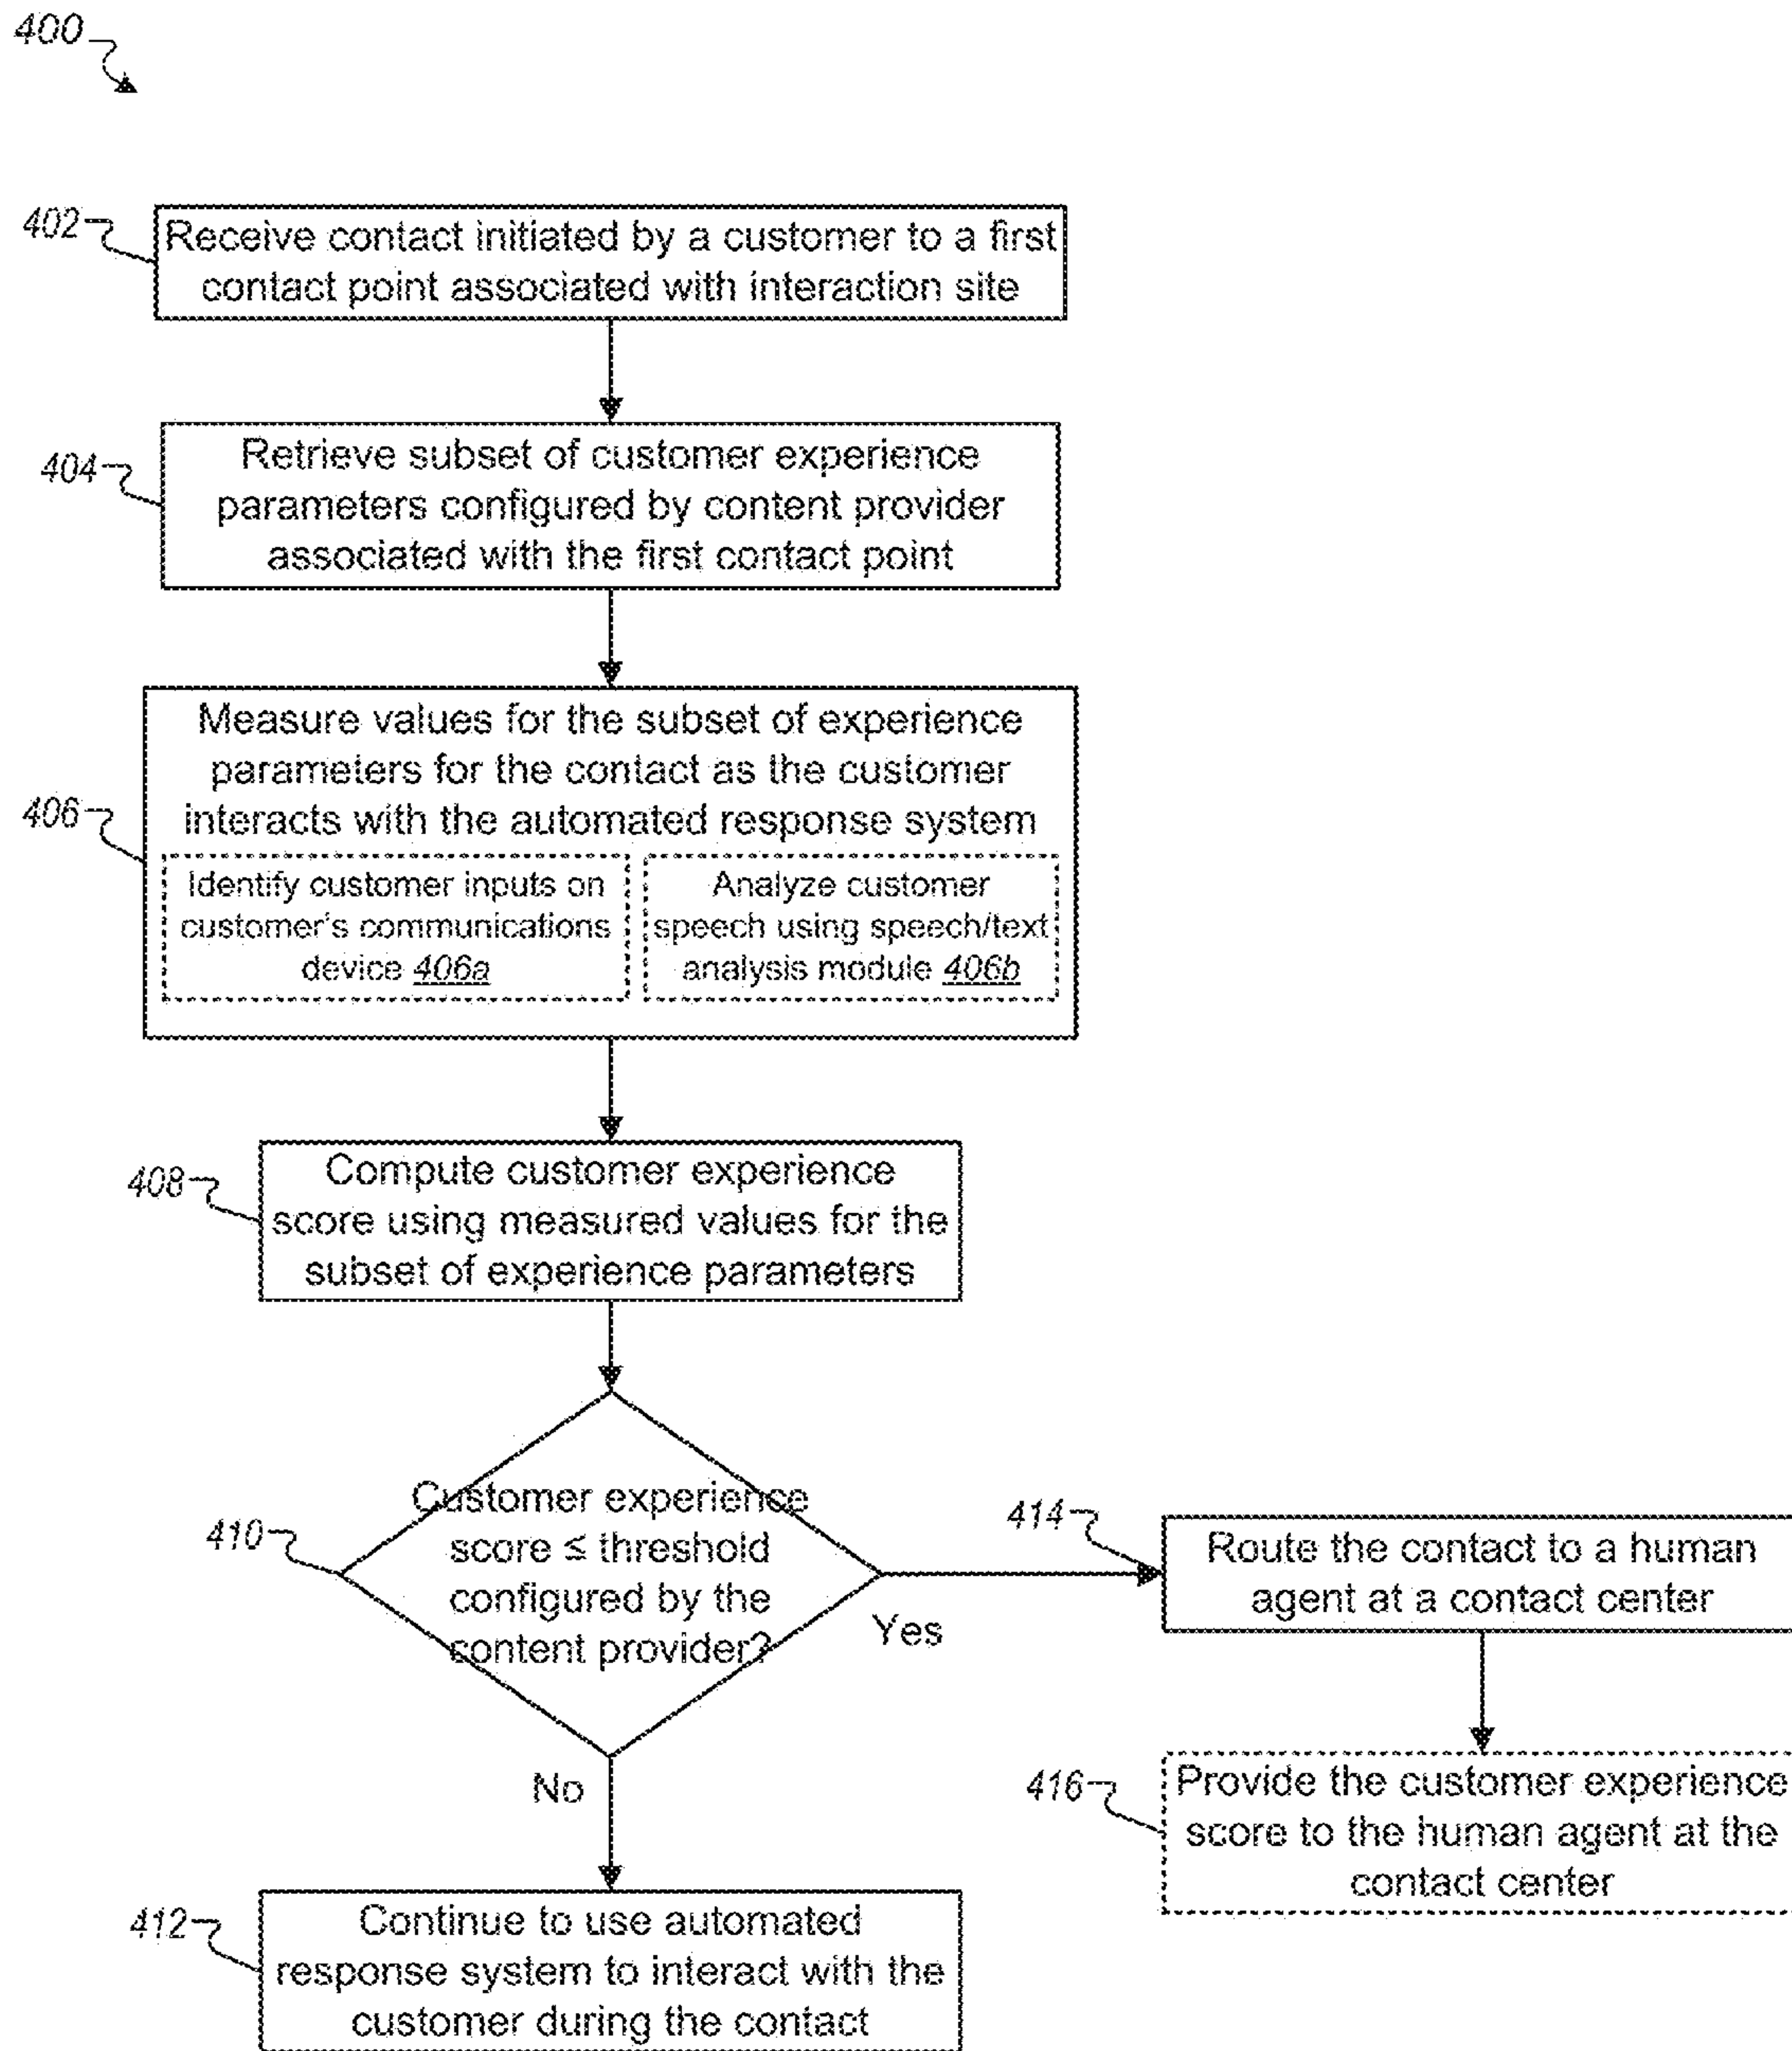 400
402
Receive contact initiated by a customer to a first
contact point associated with interaction site
404
Retrieve subset of customer experience
parameters configured by content provider
associated with the first contact point
406
Measure values for the subset of experience
parameters for the contact as the customer
interacts with the automated response system
Identify customer inputs on
customer's communications
device 406a
Analyze customer
speech using speech/text
analysis module 406b
408
Compute customer experience
score using measured values for the
subset of experience parameters
410
Customer experience
score ≦ threshold
configured by the
content provider?
Yes
No
414
Route the contact to a human
agent at a contact center
416
Provide the customer experience
score to the human agent at the
contact center
412
Continue to use automated
response system to interact with the
customer during the contact